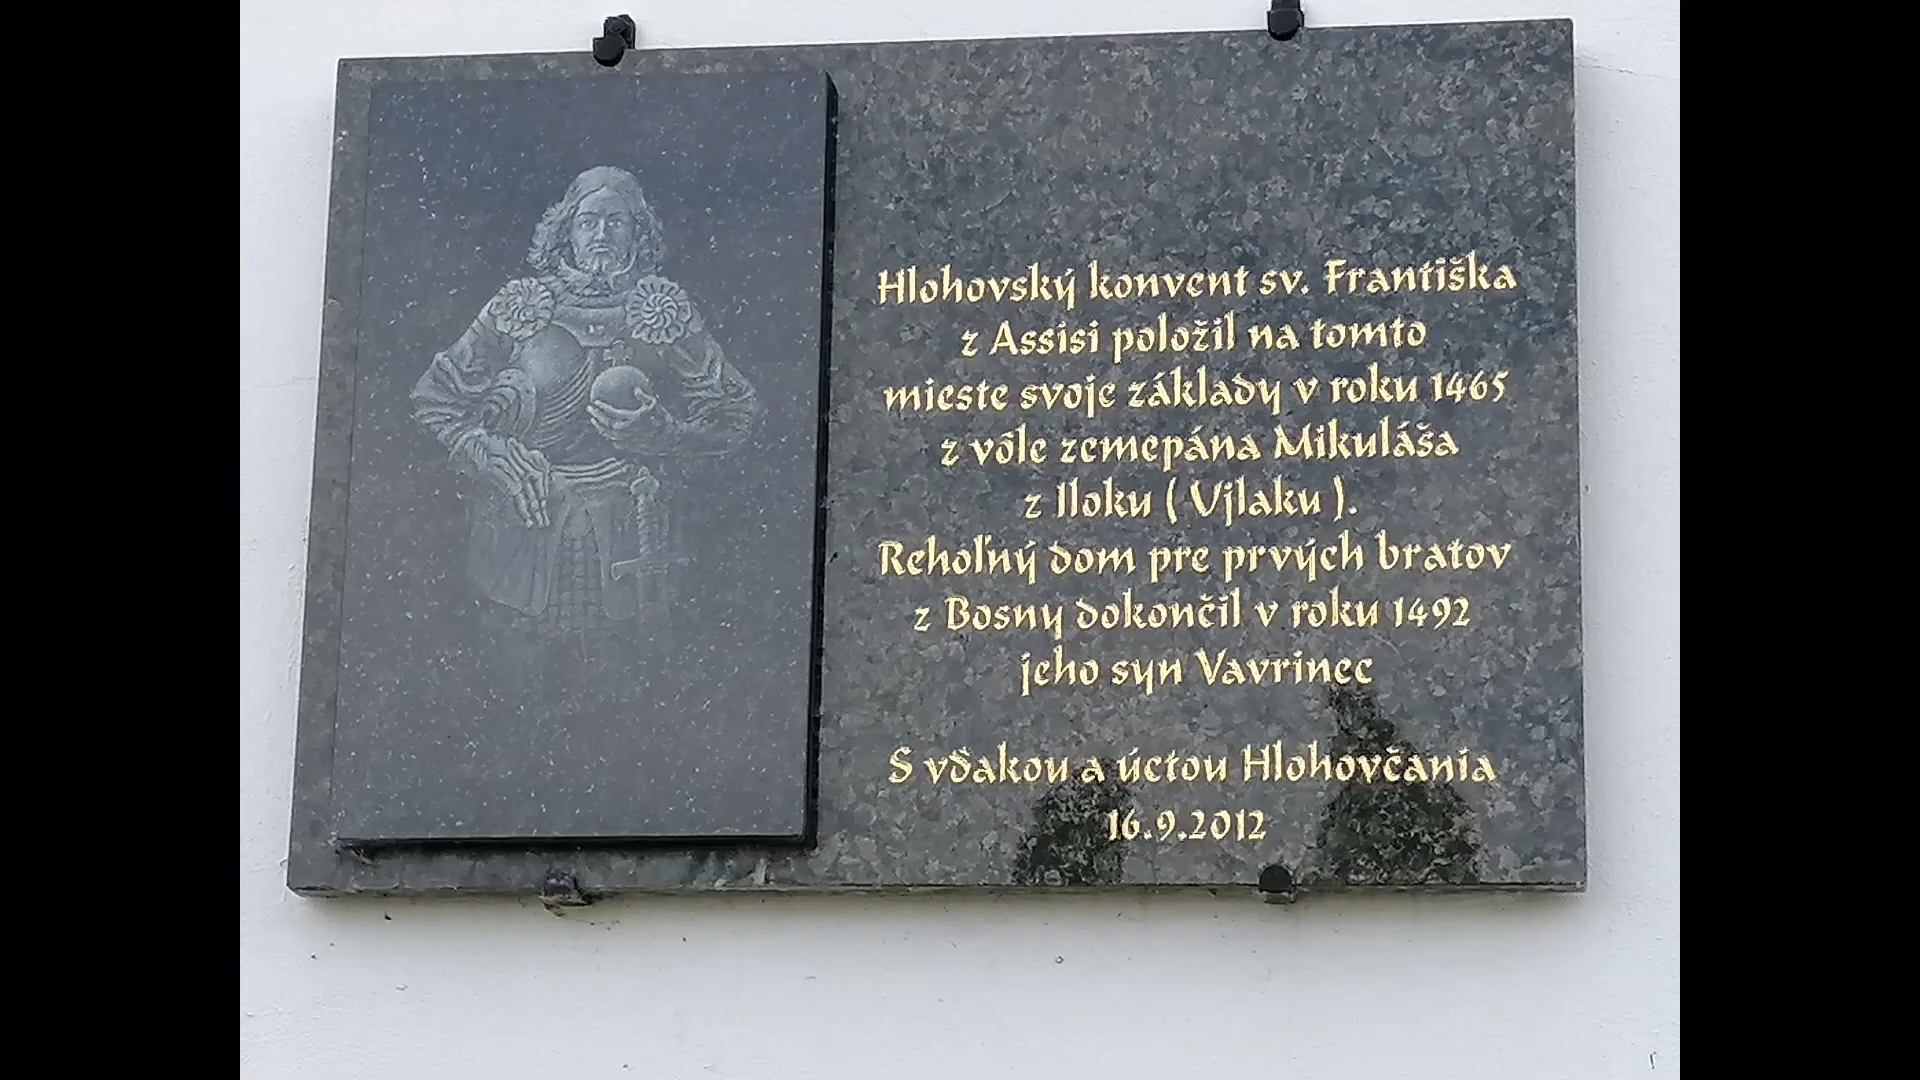 Hlohovský konvent sv. Františka
z Assisi položil na tomto
mieste svoje základy v roku 1465
z vôle zemepána Mikuláša
z Iloku ( Vjlaku ).
Rehoľný dom pre prvých bratov
z Bosny dokončil v roku 1492
jeho syn Vavrinec
S vďakou a úctou Hlohovčania
16.9.2012